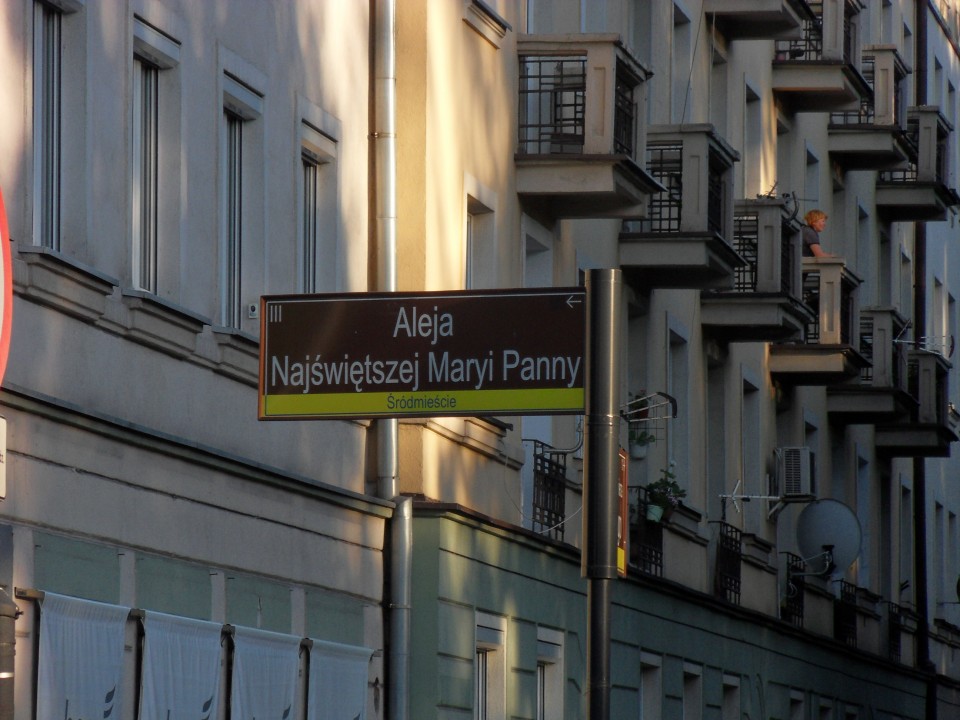 III
Aleja
Najświętszej Maryi Panny
Śródmieście